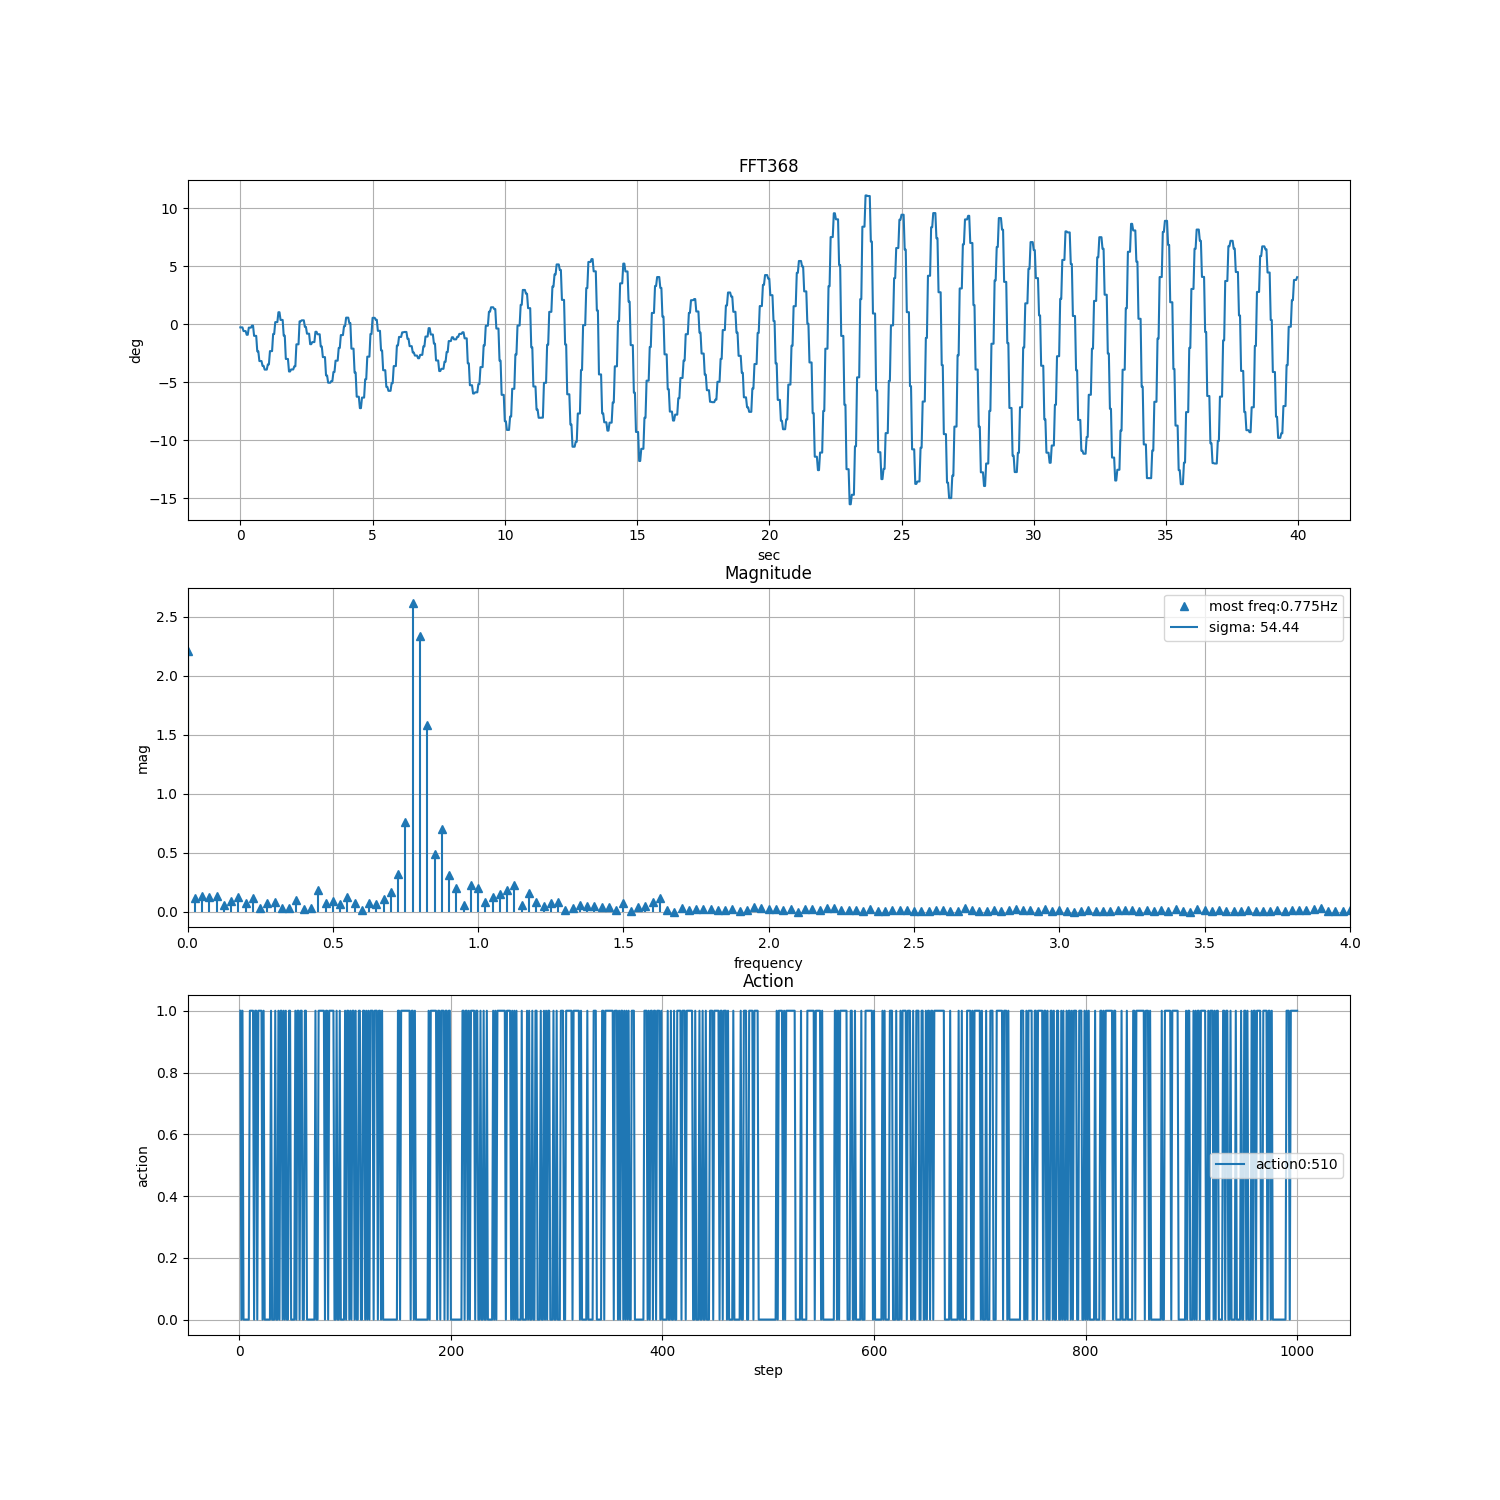 FFT368
10
5
0
−5
−10
−15
deg
0 5 10 15 20 25 30 35 40
sec
Magnitude
most freq:0.775Hz
sigma: 54.44
2.5
2.0
1.5
1.0
0.5
0.0
mag
0.0 0.5 1.0 1.5 2.0 2.5 3.0 3.5 4.0
frequency
Action
1.0
0.8
0.6
0.4
0.2
0.0
action
action0:510
0 200 400 600 800 1000
step